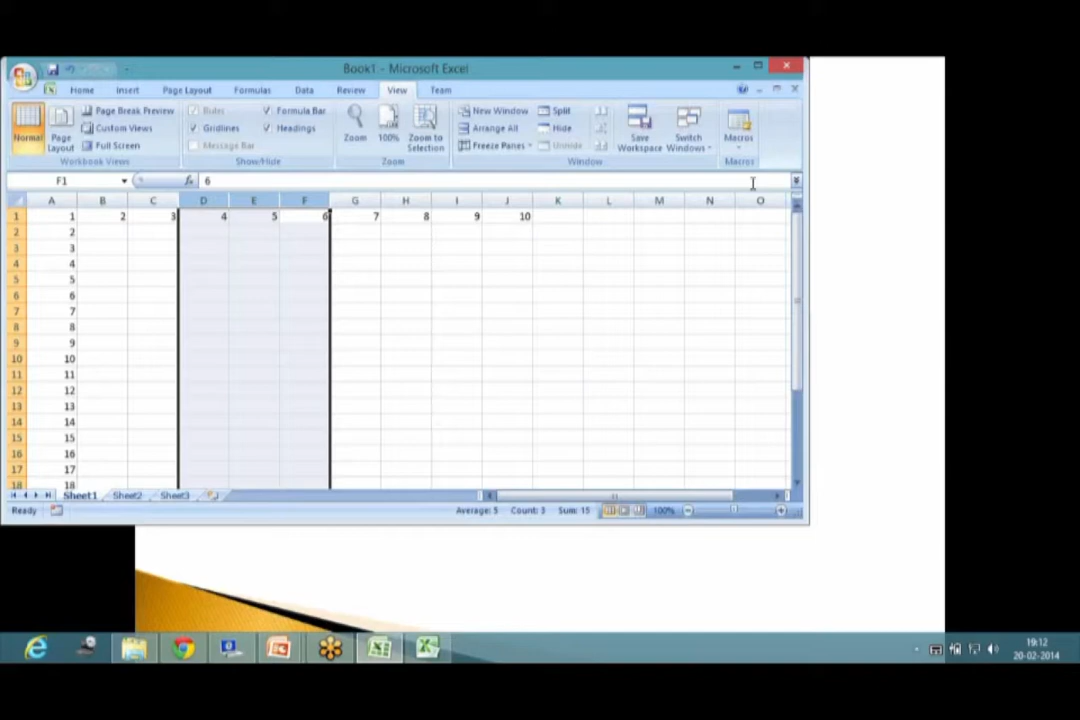 Book1 - Microsoft Excel
Home Insert Page Layout Formulas Data Review View Team
Normal
Page Layout
Page Break Preview
Custom Views
Full Screen
Workbook Views
Ruler
Gridlines
Message Bar
Formula Bar
Headings
Show/Hide
Zoom
100%
Zoom to Selection
Zoom
New Window
Arrange All
Freeze Panes
Split
Hide
Unhide
Save Workspace
Switch Windows
Window
Macros
Macros
F1 fx 6
A B C D E F G H I J K L M N O
1 1 2 3 4 5 6 7 8 9 10
2 2
3 3
4 4
5 5
6 6
7 7
8 8
9 9
10 10
11 11
12 12
13 13
14 14
15 15
16 16
17 17
18 18
Sheet1 Sheet2 Sheet3
Ready Average: 5 Count: 3 Sum: 15 100%
19:12
20-02-2014